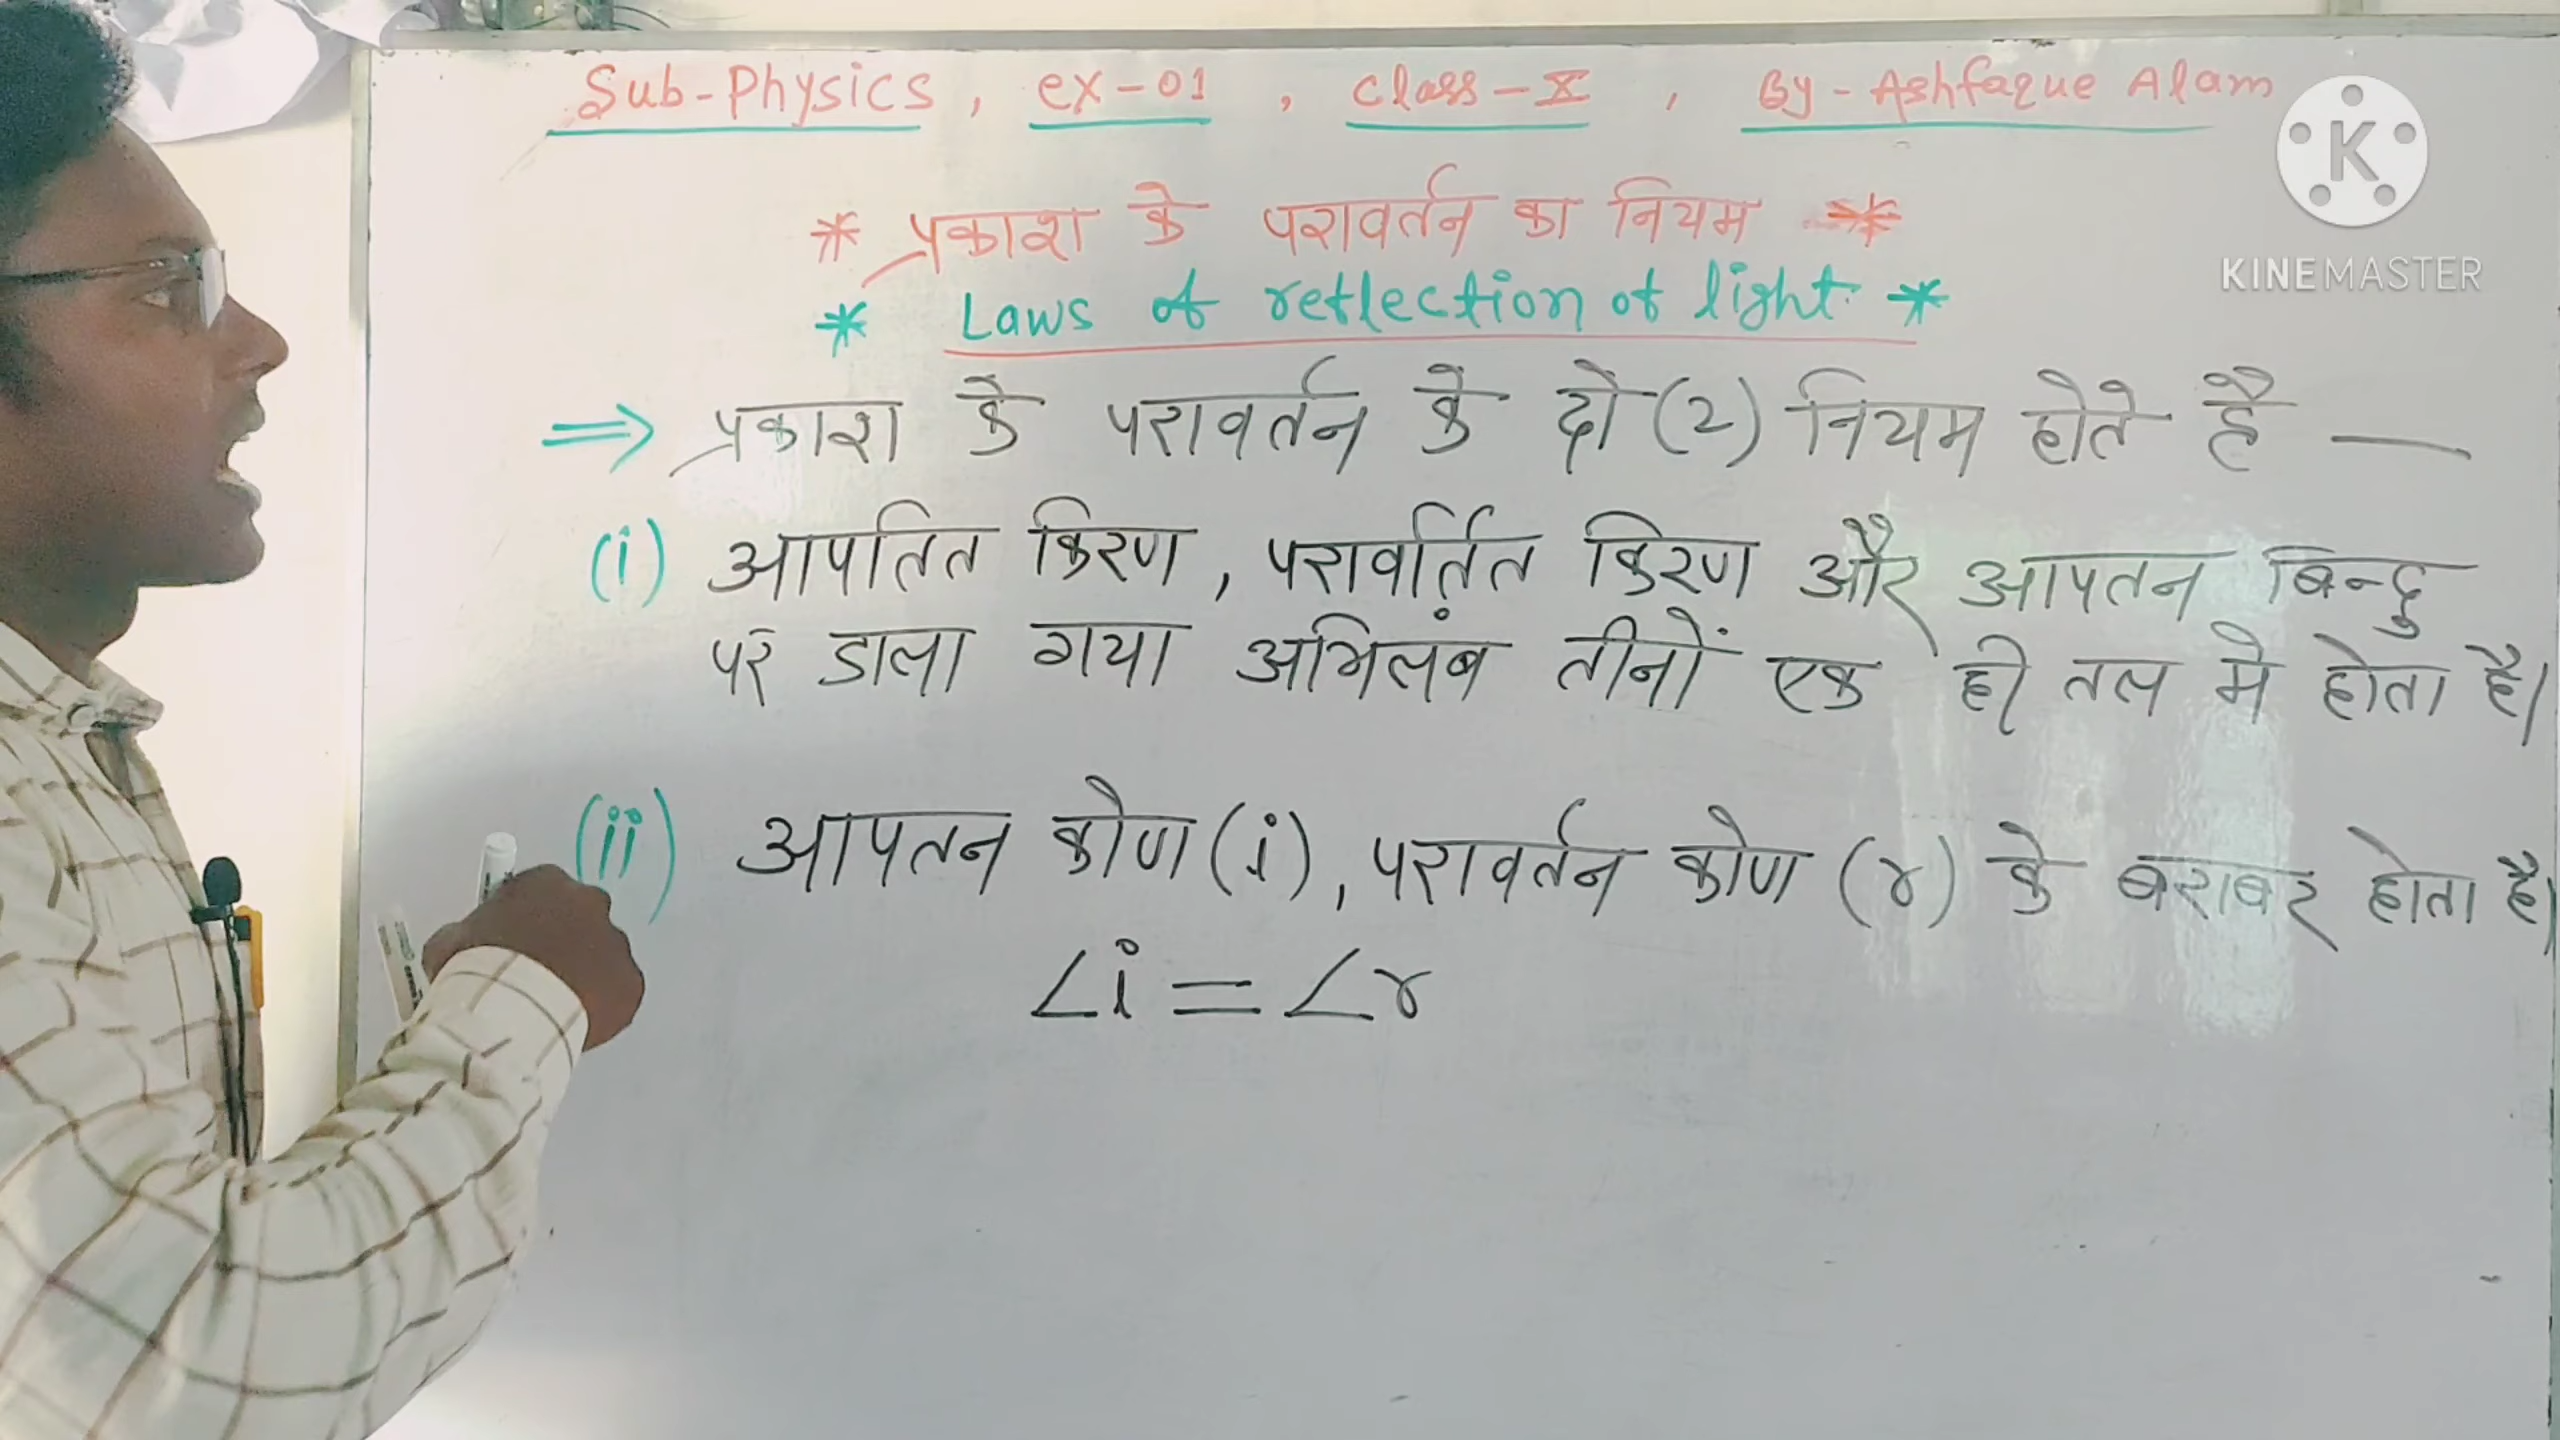 Sub-Physics, ex-01, Class-X, By-Ashfaque Alam
* प्रकाश के परावर्तन का नियम *
* Laws of reflection of light *
⇒ प्रकाश के परावर्तन के दो (2) नियम होते है —
(i) आपतित किरण, परावर्तित किरण और आपतन बिन्दु
पर डाला गया अभिलंब तीनों एक ही तल मे होता है।
(ii) आपतन कोण (i), परावर्तन कोण (r) के बराबर होता है।
∠i = ∠r
K
KINEMASTER